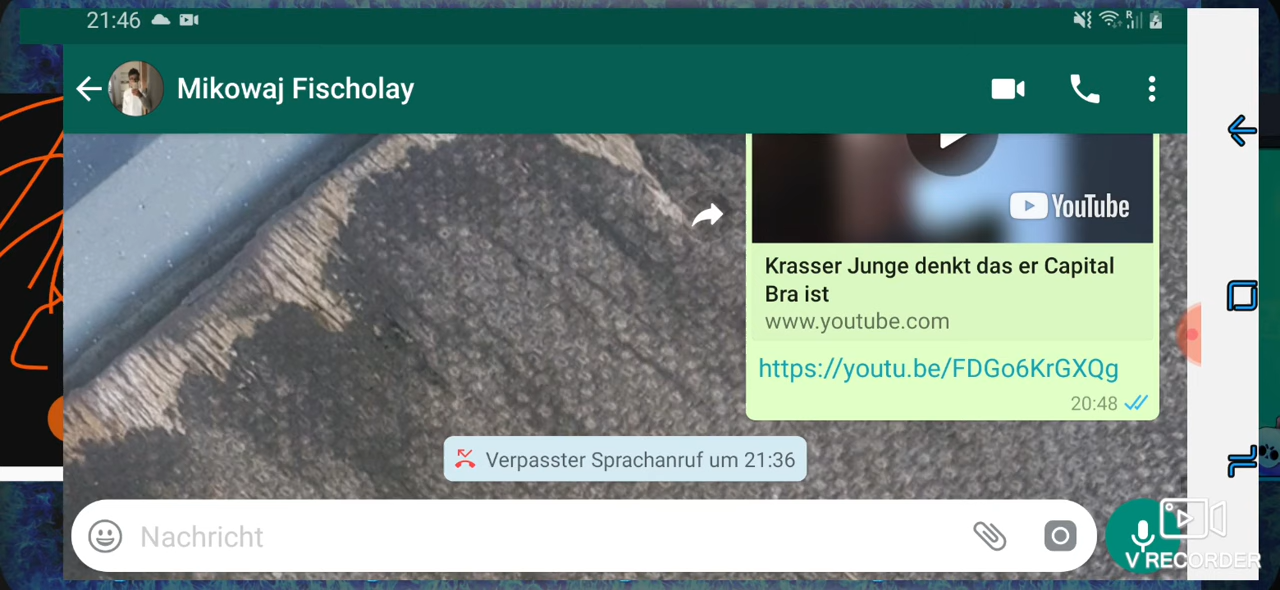 21:46
R
Mikowaj Fischolay
YouTube
Krasser Junge denkt das er Capital
Bra ist
www.youtube.com
https://youtu.be/FDGo6KrGXQg
20:48
Verpasster Sprachanruf um 21:36
Nachricht
V RECORDER